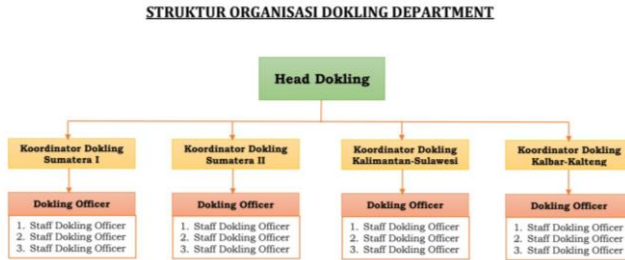 STRUKTUR ORGANISASI DOKLING DEPARTMENT
Head Dokling
Koordinator Dokling
Sumatera I
Koordinator Dokling
Sumatera II
Koordinator Dokling
Kalimantan-Sulawesi
Koordinator Dokling
Kalbar-Kalteng
Dokling Officer
1. Staff Dokling Officer
2. Staff Dokling Officer
3. Staff Dokling Officer
Dokling Officer
1. Staff Dokling Officer
2. Staff Dokling Officer
3. Staff Dokling Officer
Dokling Officer
1. Staff Dokling Officer
2. Staff Dokling Officer
3. Staff Dokling Officer
Dokling Officer
1. Staff Dokling Officer
2. Staff Dokling Officer
3. Staff Dokling Officer